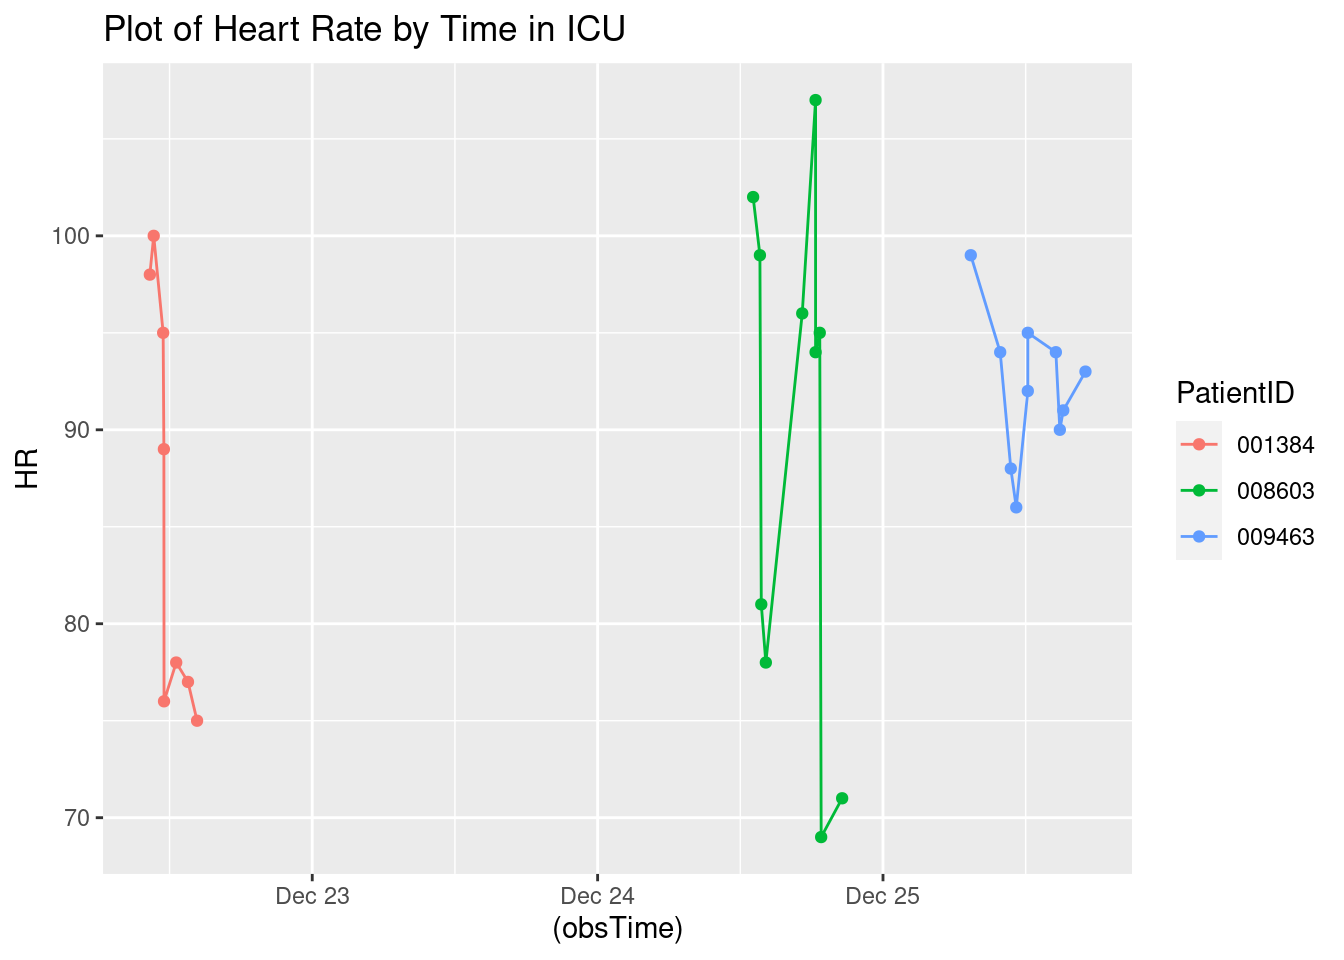 Plot of Heart Rate by Time in ICU
HR
100
90
80
70
Dec 23
Dec 24
Dec 25
(obsTime)
PatientID
001384
008603
009463